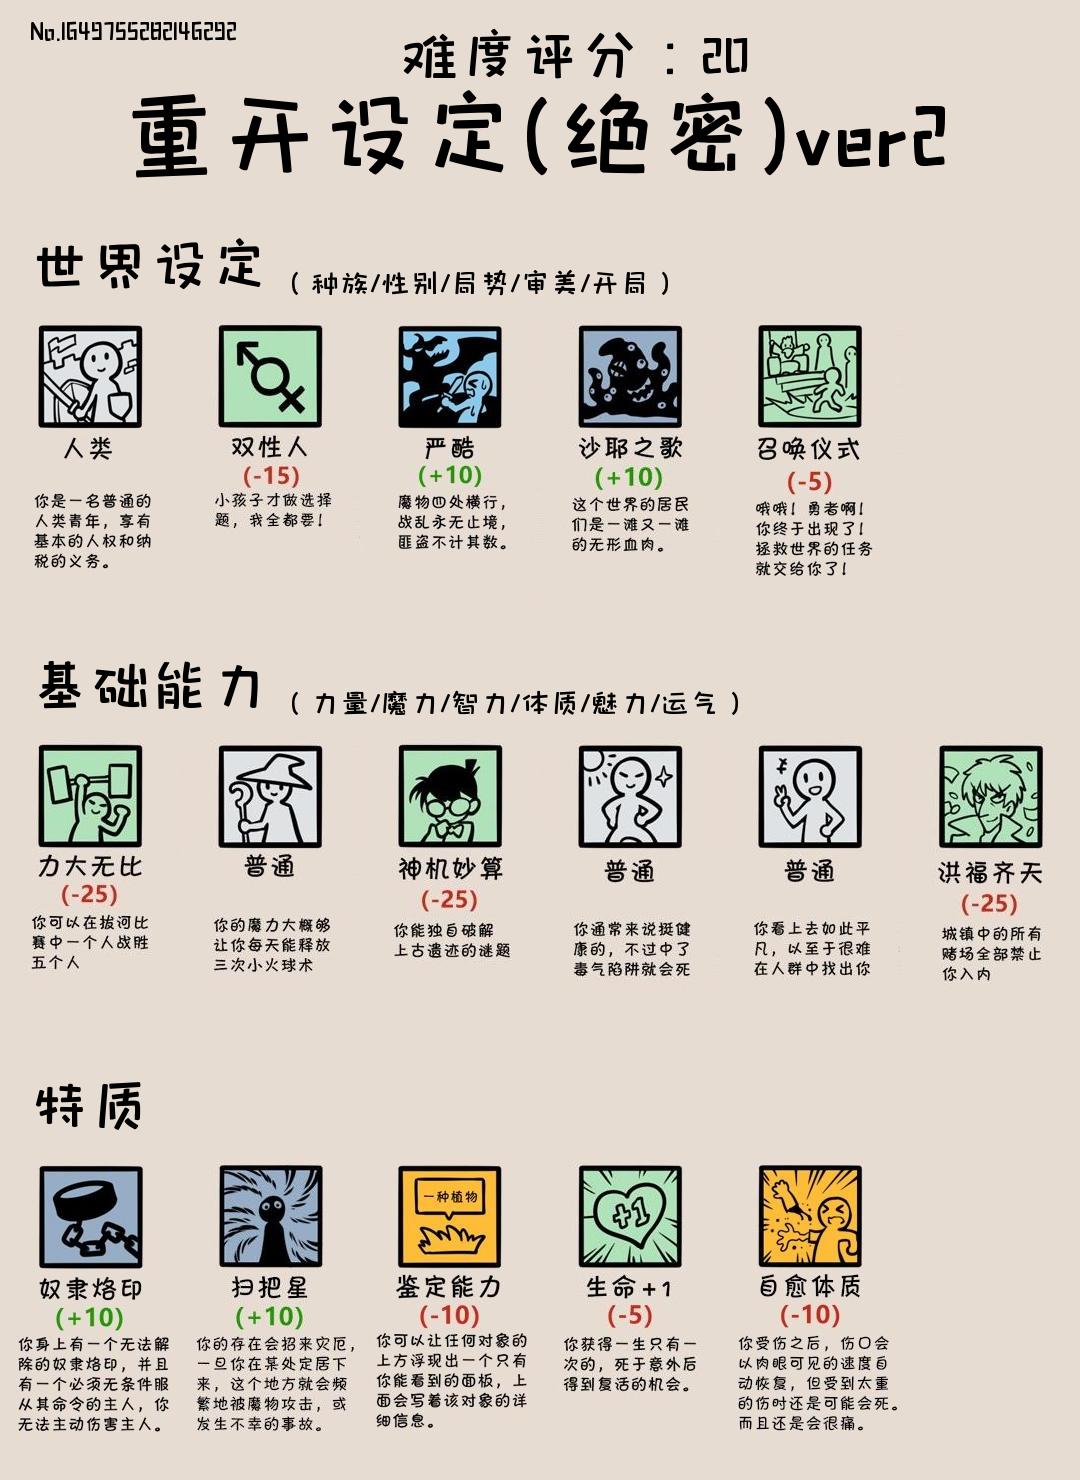 No.1649755282146292
难度评分：20
重开设定(绝密)ver2
世界设定（种族/性别/局势/审美/开局）
人类
你是一名普通的
人类青年，享有
基本的人权和纳
税的义务。
双性人
(-15)
小孩子才做选择
题，我全都要！
严酷
(+10)
魔物四处横行，
战乱永无止境，
匪盗不计其数。
沙耶之歌
(+10)
这个世界的居民
们是一滩又一滩
的无形血肉。
召唤仪式
(-5)
哦哦！勇者啊！
你终于出现了！
拯救世界的任务
就交给你了！
基础能力（力量/魔力/智力/体质/魅力/运气）
力大无比
(-25)
你可以在拔河比
赛中一个人战胜
五个人
普通
你的魔力大概够
让你每天能释放
三次小火球术
神机妙算
(-25)
你能独自破解
上古遗迹的谜题
普通
你通常来说挺健
康的，不过中了
毒气陷阱就会死
普通
你看上去如此平
凡，以至于很难
在人群中找出你
洪福齐天
(-25)
城镇中的所有
赌场全部禁止
你入内
特质
奴隶烙印
(+10)
你身上有一个无法解
除的奴隶烙印，并且
有一个必须无条件服
从其命令的主人，你
无法主动伤害主人。
扫把星
(+10)
你的存在会招来灾厄，
一旦你在某处定居下
来，这个地方就会频
繁地被魔物攻击，或
发生不幸的事故。
一种植物
鉴定能力
(-10)
你可以让任何对象的
上方浮现出一个只有
你能看到的面板，上
面会写着该对象的详
细信息。
+1
生命+1
(-5)
你获得一生只有一
次的，死于意外后
得到复活的机会。
自愈体质
(-10)
你受伤之后，伤口会
以肉眼可见的速度自
动恢复，但受到太重
的伤时还是可能会死。
而且还是会很痛。